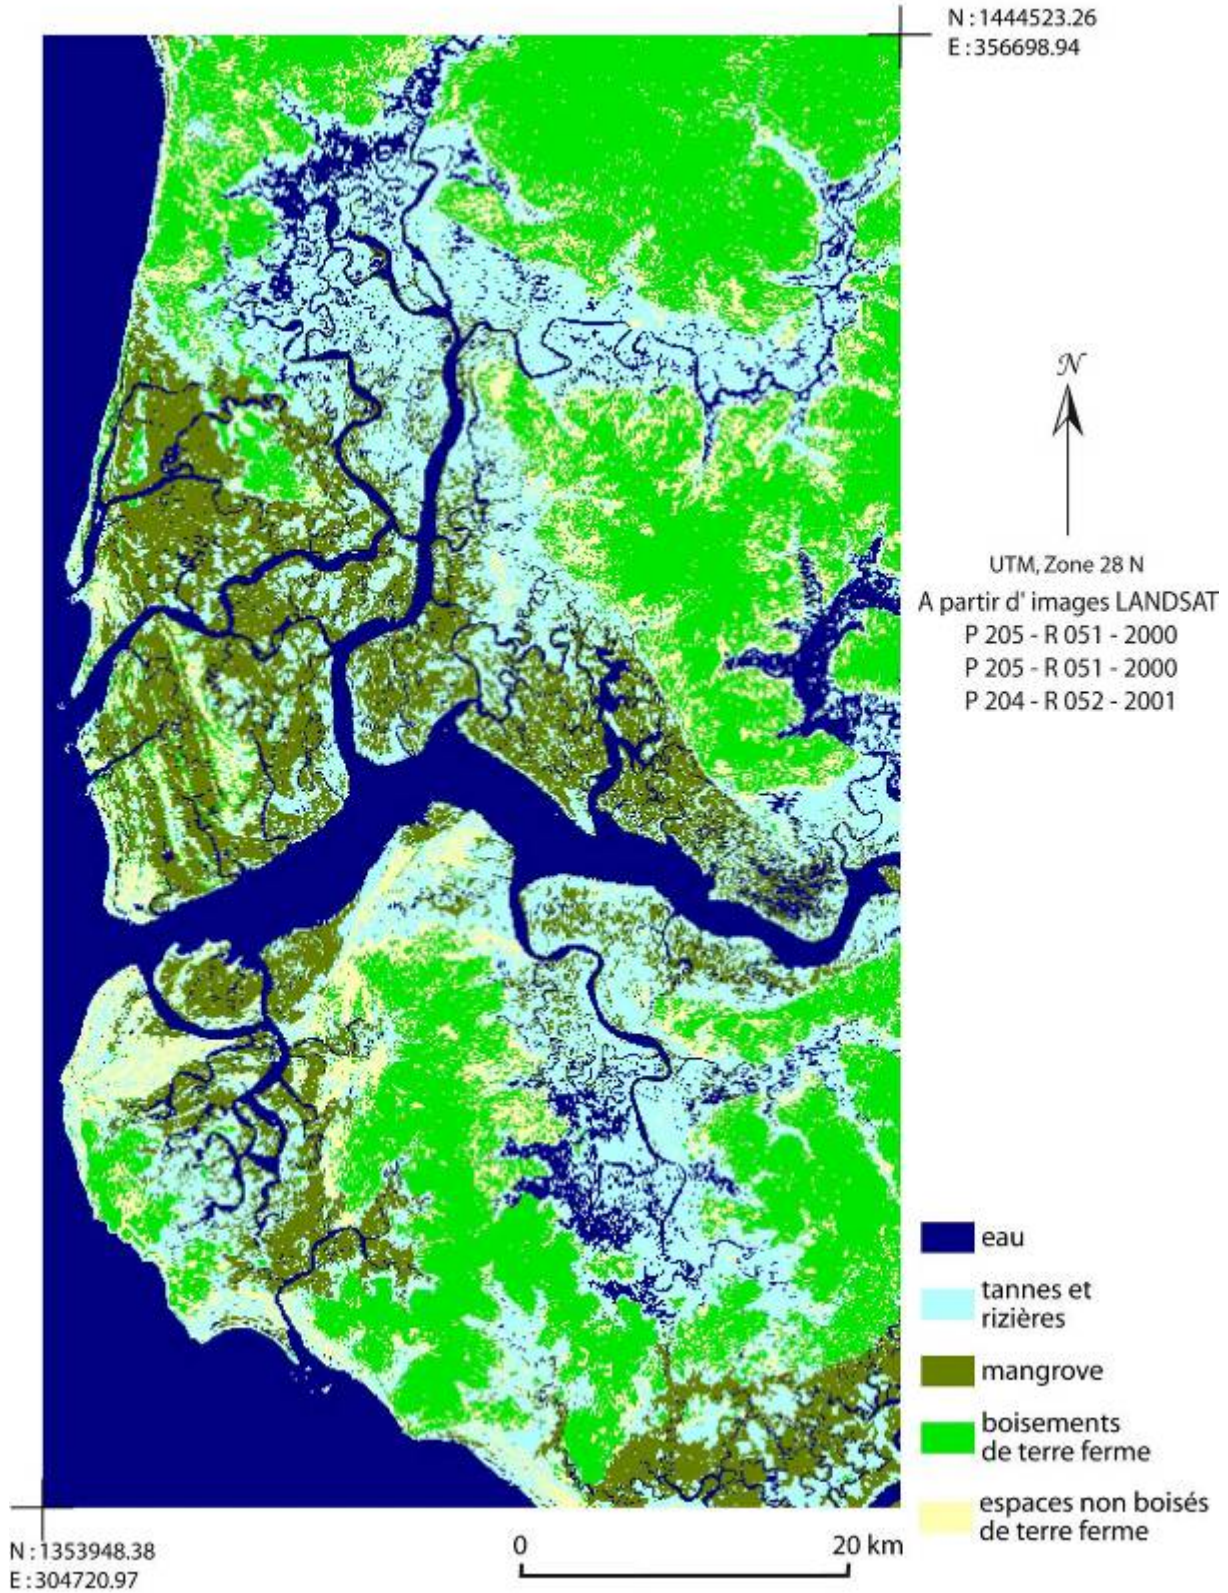 N : 1444523.26
E : 356698.94
N
UTM, Zone 28 N
A partir d' images LANDSAT
P 205 - R 051 - 2000
P 205 - R 051 - 2000
P 204 - R 052 - 2001
eau
tannes et
rizières
mangrove
boisements
de terre ferme
espaces non boisés
de terre ferme
N : 1353948.38
E : 304720.97
0 20 km